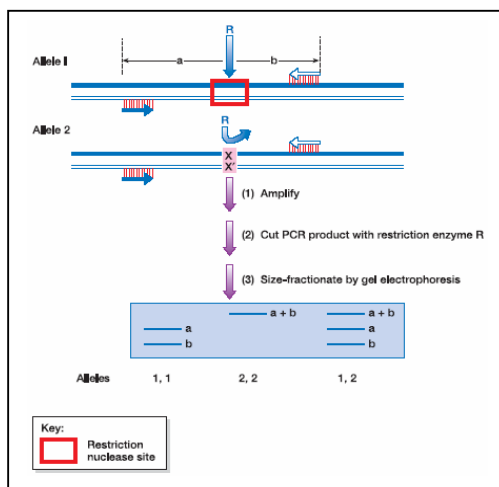 R
Allele 1
a
b
R
Allele 2
X
X'
(1) Amplify
(2) Cut PCR product with restriction enzyme R
(3) Size-fractionate by gel electrophoresis
a + b
a + b
a
a
b
b
Alleles 1, 1 2, 2 1, 2
Key:
Restriction
nuclease site